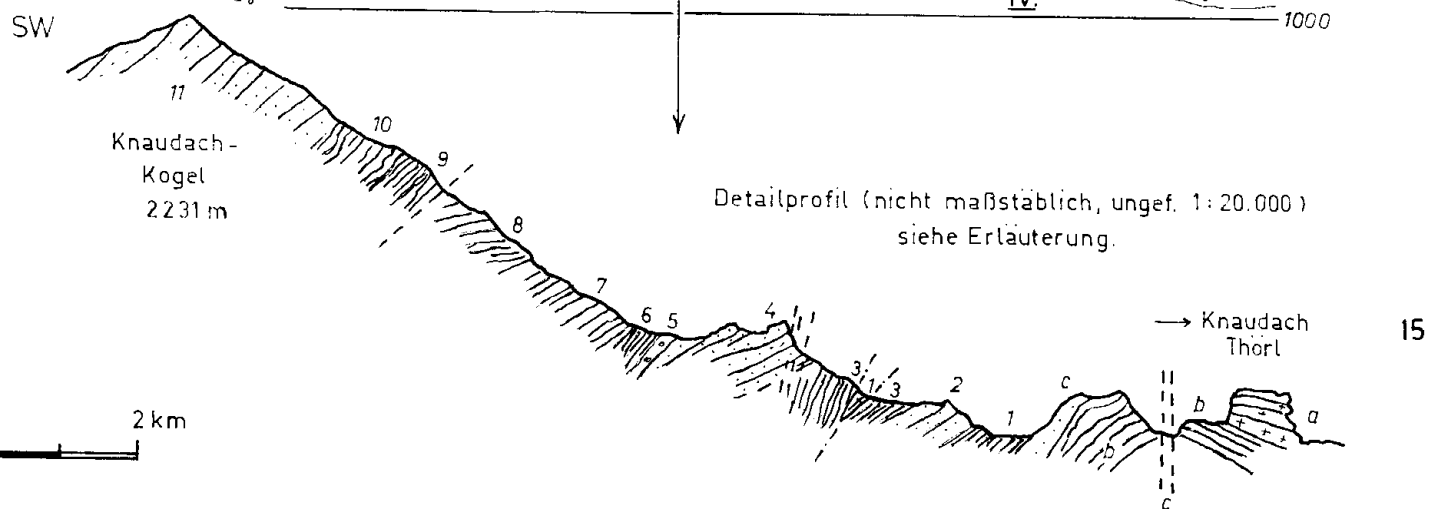 IV.
1000
SW
11
Knaudach-
Kogel
2231 m
10
9
8
7
6
5
4
3
1
3
2
1
c
b
b
a
c
Detailprofil (nicht maßstäblich, ungef. 1:20.000)
siehe Erläuterung.
→ Knaudach
Thörl
15
2 km